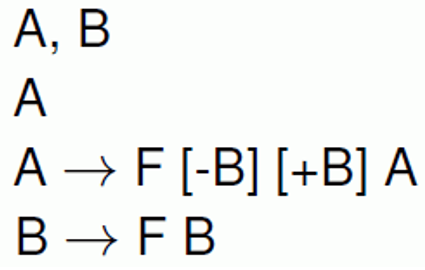 A, B
A
A → F [-B] [+B] A
B → F B